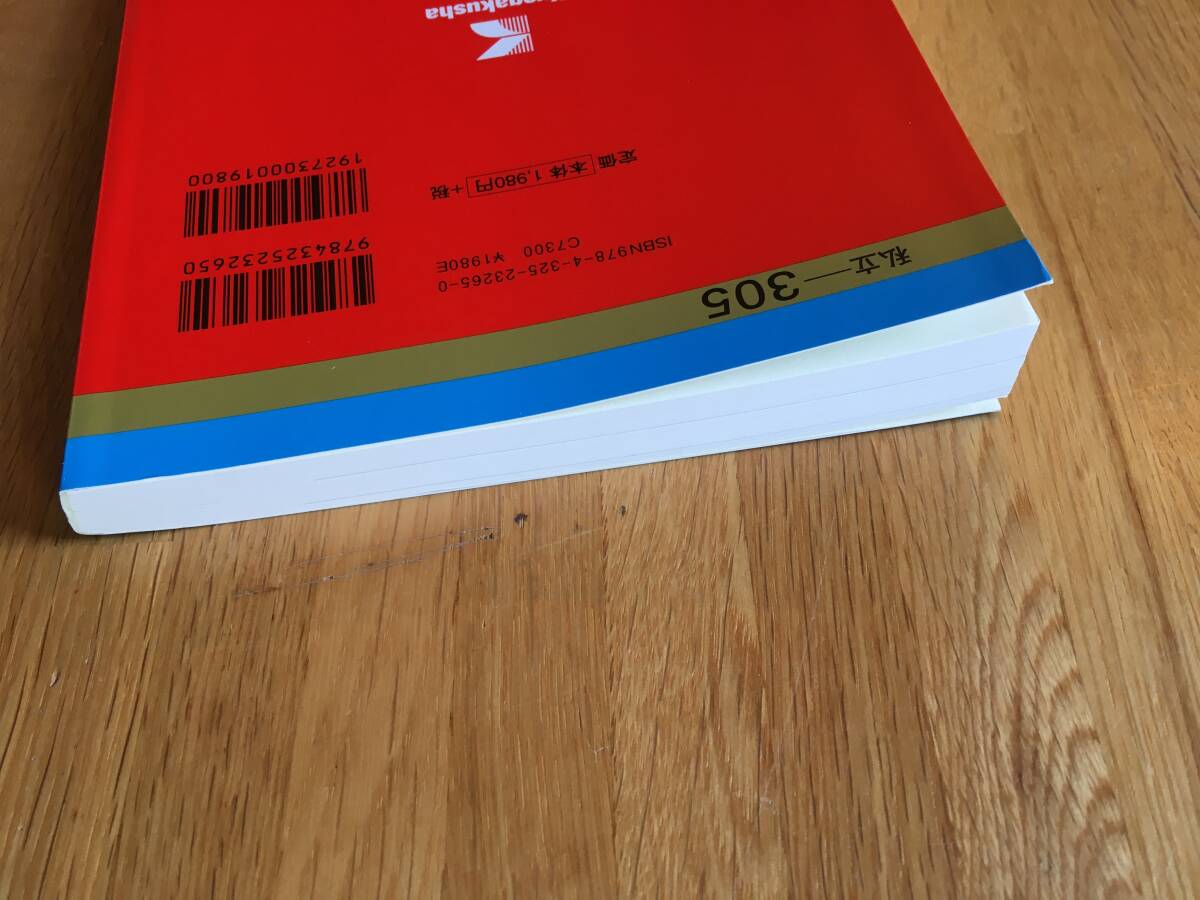 私立―305
ISBN978-4-325-23265-0
C7300 ¥1980E
定価 本体 1,980円 +税
9784325232650
1927300019800
Kyogakusha